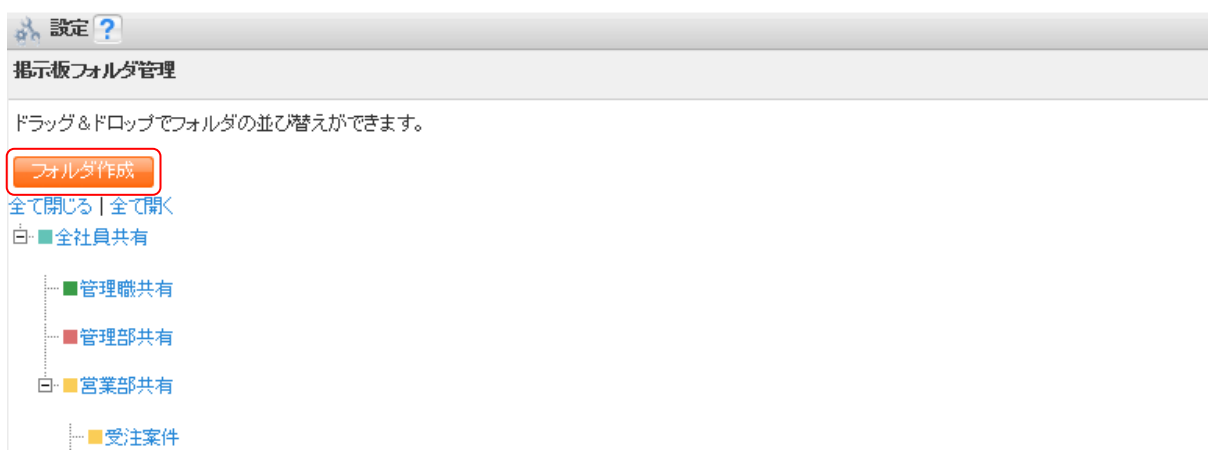 設定 ?
掲示板フォルダ管理
ドラッグ&ドロップでフォルダの並び替えができます。
フォルダ作成
全て閉じる | 全て開く
全社員共有
管理職共有
管理部共有
営業部共有
受注案件